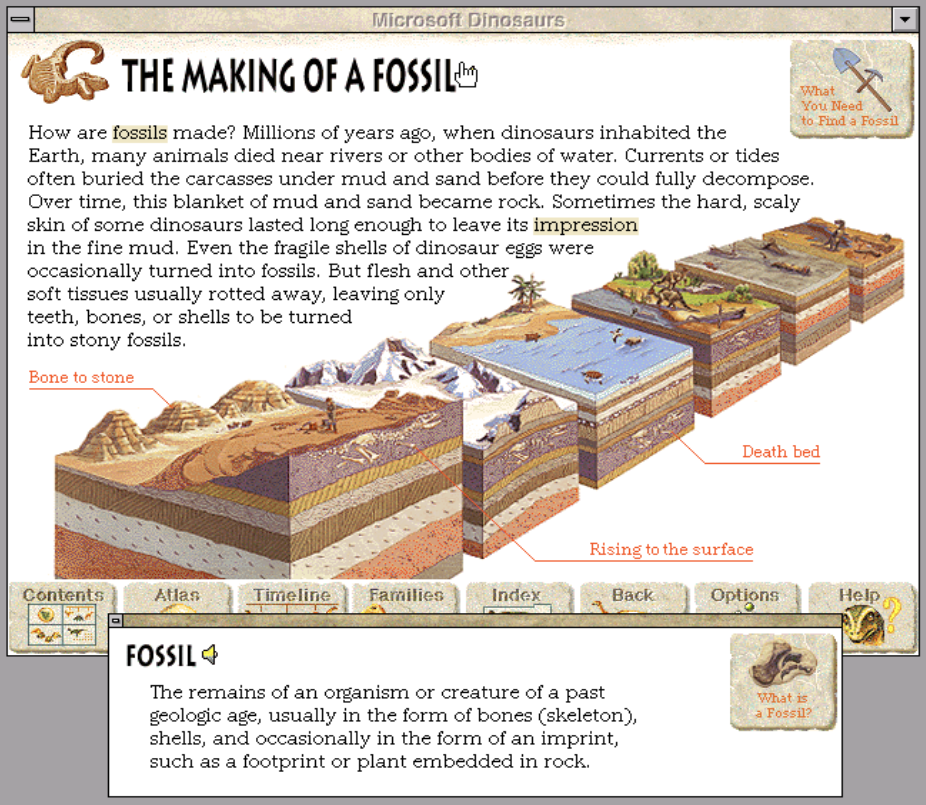 Microsoft Dinosaurs
THE MAKING OF A FOSSIL
What
You Need
to Find a Fossil
How are fossils made? Millions of years ago, when dinosaurs inhabited the
Earth, many animals died near rivers or other bodies of water. Currents or tides
often buried the carcasses under mud and sand before they could fully decompose.
Over time, this blanket of mud and sand became rock. Sometimes the hard, scaly
skin of some dinosaurs lasted long enough to leave its impression
in the fine mud. Even the fragile shells of dinosaur eggs were
occasionally turned into fossils. But flesh and other
soft tissues usually rotted away, leaving only
teeth, bones, or shells to be turned
into stony fossils.
Bone to stone
Death bed
Rising to the surface
Contents
Atlas
Timeline
Families
Index
Back
Options
Help
FOSSIL
The remains of an organism or creature of a past
geologic age, usually in the form of bones (skeleton),
shells, and occasionally in the form of an imprint,
such as a footprint or plant embedded in rock.
What is
a Fossil?